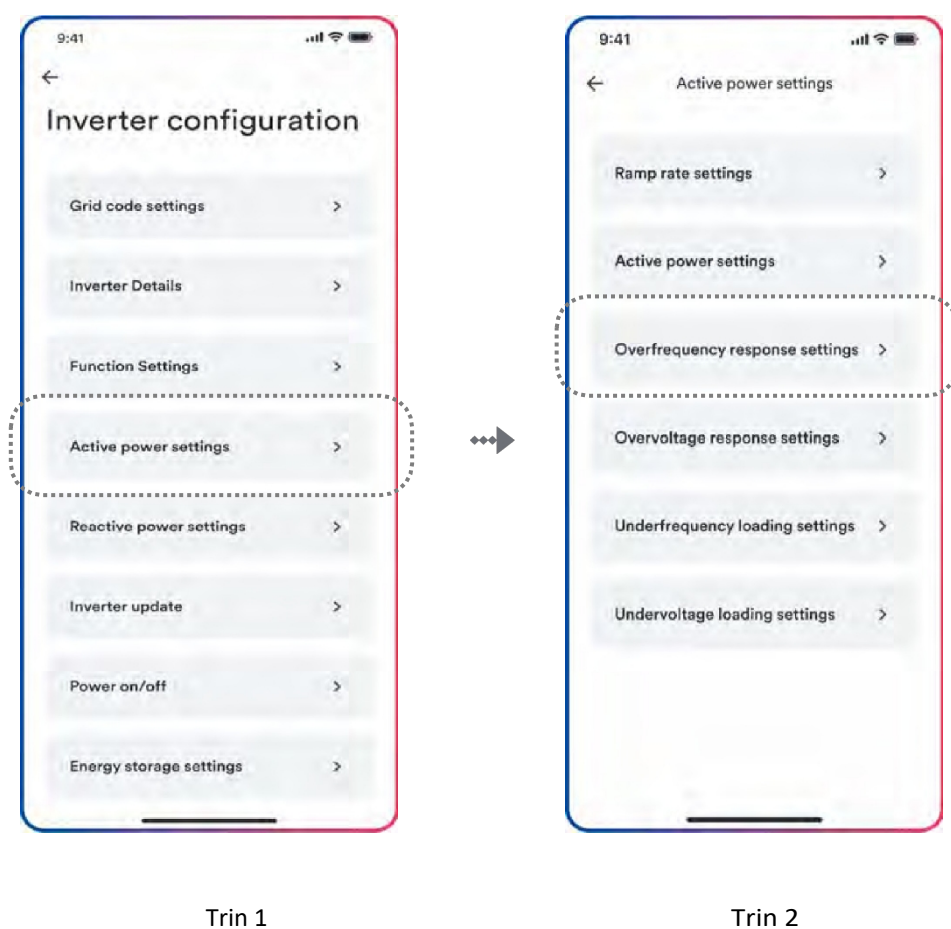 9:41
Inverter configuration
Grid code settings
Inverter Details
Function Settings
Active power settings
Reactive power settings
Inverter update
Power on/off
Energy storage settings
9:41
Active power settings
Ramp rate settings
Active power settings
Overfrequency response settings
Overvoltage response settings
Underfrequency loading settings
Undervoltage loading settings
Trin 1
Trin 2